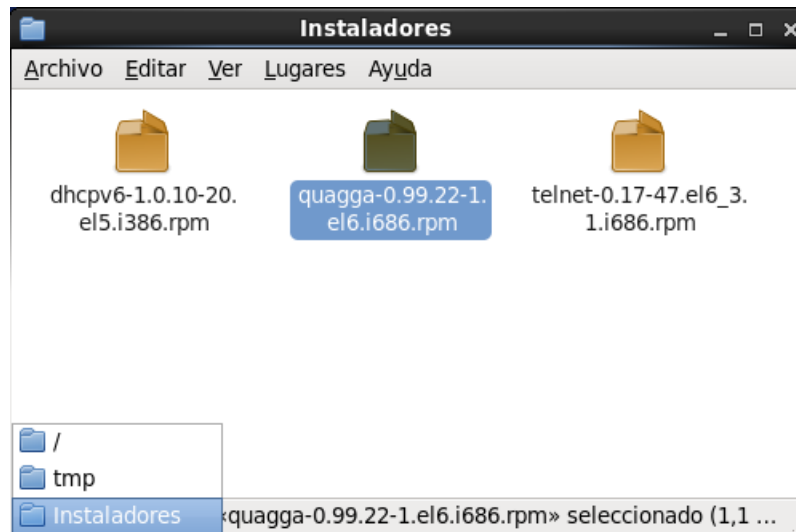 Instaladores
Archivo Editar Ver Lugares Ayuda
dhcpv6-1.0.10-20.
el5.i386.rpm
quagga-0.99.22-1.
el6.i686.rpm
telnet-0.17-47.el6_3.
1.i686.rpm
/
tmp
Instaladores
«quagga-0.99.22-1.el6.i686.rpm» seleccionado (1,1 ...